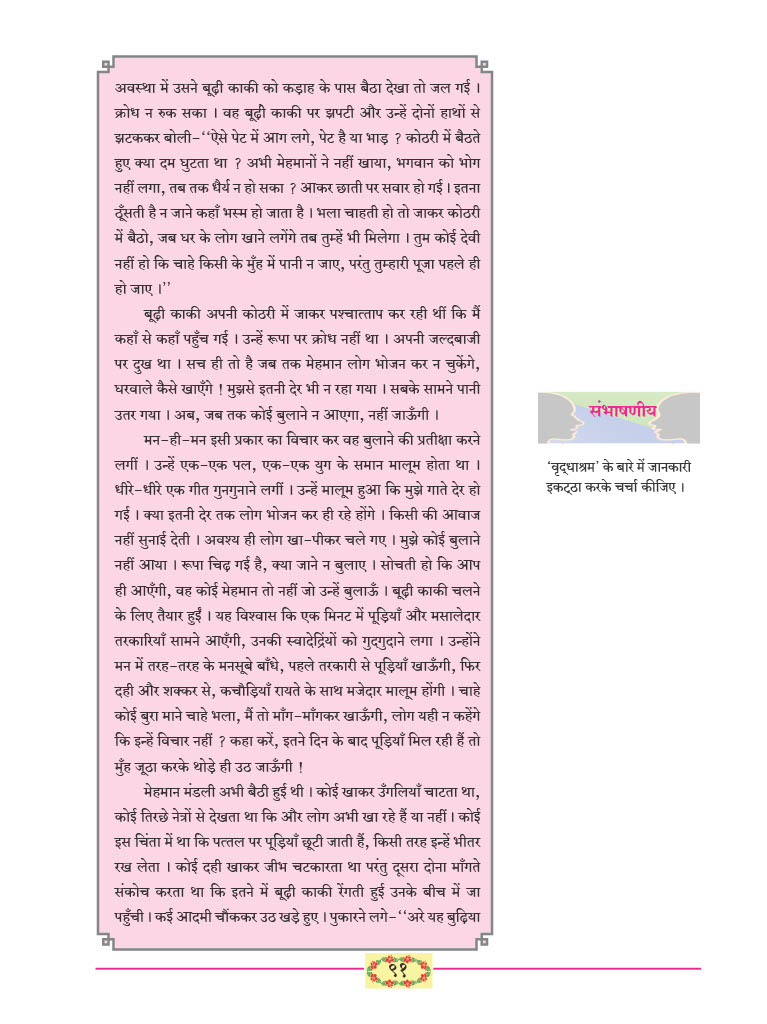 अवस्था में उसने बूढ़ी काकी को कड़ाह के पास बैठा देखा तो जल गई ।
क्रोध न रुक सका । वह बूढ़ी काकी पर झपटी और उन्हें दोनों हाथों से
झटककर बोली-‘‘ऐसे पेट में आग लगे, पेट है या भाड़ ? कोठरी में बैठते
हुए क्या दम घुटता था ? अभी मेहमानों ने नहीं खाया, भगवान को भोग
नहीं लगा, तब तक धैर्य न हो सका ? आकर छाती पर सवार हो गई । इतना
ठूँसती है न जाने कहाँ भस्म हो जाता है । भला चाहती हो तो जाकर कोठरी
में बैठो, जब घर के लोग खाने लगेंगे तब तुम्हें भी मिलेगा । तुम कोई देवी
नहीं हो कि चाहे किसी के मुँह में पानी न जाए, परंतु तुम्हारी पूजा पहले ही
हो जाए ।’’
बूढ़ी काकी अपनी कोठरी में जाकर पश्चात्ताप कर रही थीं कि मैं
कहाँ से कहाँ पहुँच गई । उन्हें रूपा पर क्रोध नहीं था । अपनी जल्दबाजी
पर दुख था । सच ही तो है जब तक मेहमान लोग भोजन कर न चुकेंगे,
घरवाले कैसे खाएँगे ! मुझसे इतनी देर भी न रहा गया । सबके सामने पानी
उतर गया । अब, जब तक कोई बुलाने न आएगा, नहीं जाऊँगी ।
मन-ही-मन इसी प्रकार का विचार कर वह बुलाने की प्रतीक्षा करने
लगीं । उन्हें एक-एक पल, एक-एक युग के समान मालूम होता था ।
धीरे-धीरे एक गीत गुनगुनाने लगीं । उन्हें मालूम हुआ कि मुझे गाते देर हो
गई । क्या इतनी देर तक लोग भोजन कर ही रहे होंगे । किसी की आवाज
नहीं सुनाई देती । अवश्य ही लोग खा-पीकर चले गए । मुझे कोई बुलाने
नहीं आया । रूपा चिढ़ गई है, क्या जाने न बुलाए । सोचती हो कि आप
ही आएँगी, वह कोई मेहमान तो नहीं जो उन्हें बुलाऊँ । बूढ़ी काकी चलने
के लिए तैयार हुईं । यह विश्वास कि एक मिनट में पूड़ियाँ और मसालेदार
तरकारियाँ सामने आएँगी, उनकी स्वादेद्रिंयों को गुदगुदाने लगा । उन्होंने
मन में तरह-तरह के मनसूबे बाँधे, पहले तरकारी से पूड़ियाँ खाऊँगी, फिर
दही और शक्कर से, कचौड़ियाँ रायते के साथ मजेदार मालूम होंगी । चाहे
कोई बुरा माने चाहे भला, मैं तो माँग-माँगकर खाऊँगी, लोग यही न कहेंगे
कि इन्हें विचार नहीं ? कहा करें, इतने दिन के बाद पूड़ियाँ मिल रही हैं तो
मुँह जूठा करके थोड़े ही उठ जाऊँगी !
मेहमान मंडली अभी बैठी हुई थी । कोई खाकर उँगलियाँ चाटता था,
कोई तिरछे नेत्रों से देखता था कि और लोग अभी खा रहे हैं या नहीं । कोई
इस चिंता में था कि पत्तल पर पूड़ियाँ छूटी जाती हैं, किसी तरह इन्हें भीतर
रख लेता । कोई दही खाकर जीभ चटकारता था परंतु दूसरा दोना माँगते
संकोच करता था कि इतने में बूढ़ी काकी रेंगती हुई उनके बीच में जा
पहुँची । कई आदमी चौंककर उठ खड़े हुए । पुकारने लगे-‘‘अरे यह बुढ़िया
संभाषणीय
‘वृद्धाश्रम’ के बारे में जानकारी
इकट्ठा करके चर्चा कीजिए ।
९१